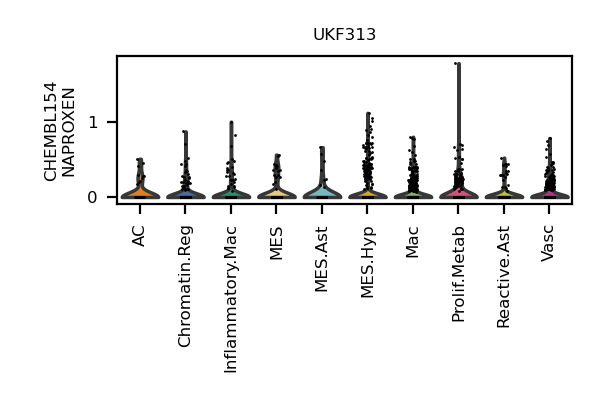 UKF313
CHEMBL154
NAPROXEN
1
0
AC
Chromatin.Reg
Inflammatory.Mac
MES
MES.Ast
MES.Hyp
Mac
Prolif.Metab
Reactive.Ast
Vasc